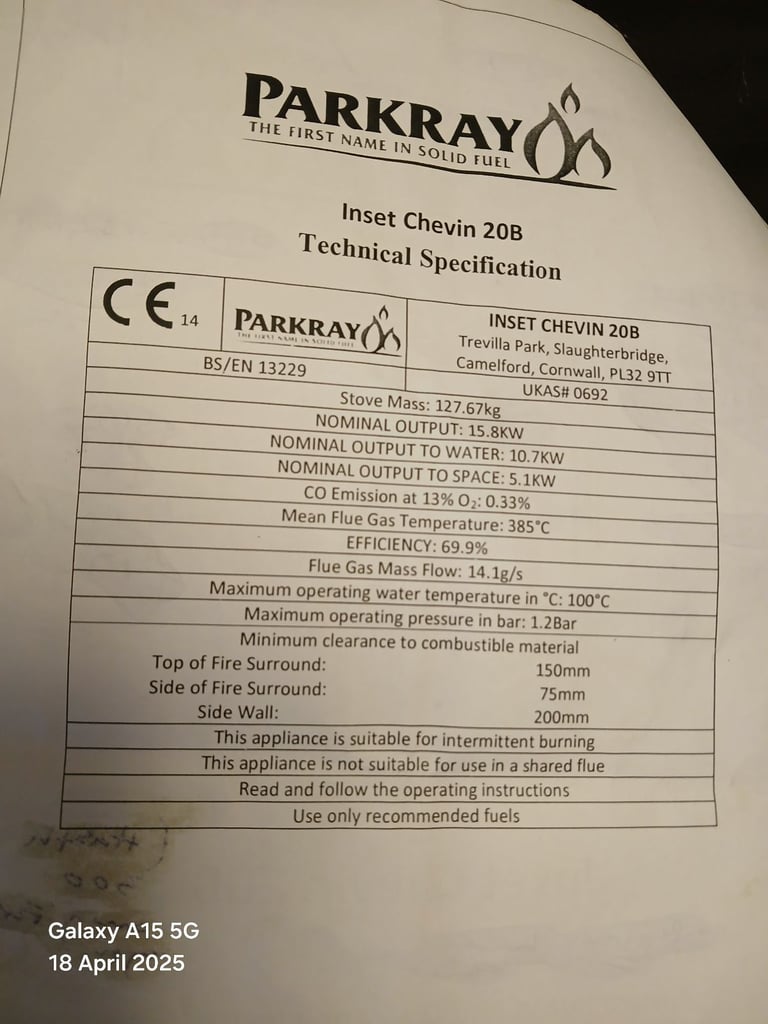 PARKRAY
THE FIRST NAME IN SOLID FUEL
Inset Chevin 20B
Technical Specification
CE 14
PARKRAY
THE FIRST NAME IN SOLID FUEL
INSET CHEVIN 20B
Trevilla Park, Slaughterbridge,
Camelford, Cornwall, PL32 9TT
BS/EN 13229
UKAS# 0692
Stove Mass: 127.67kg
NOMINAL OUTPUT: 15.8KW
NOMINAL OUTPUT TO WATER: 10.7KW
NOMINAL OUTPUT TO SPACE: 5.1KW
CO Emission at 13% O₂: 0.33%
Mean Flue Gas Temperature: 385°C
EFFICIENCY: 69.9%
Flue Gas Mass Flow: 14.1g/s
Maximum operating water temperature in °C: 100°C
Maximum operating pressure in bar: 1.2Bar
Minimum clearance to combustible material
Top of Fire Surround: 150mm
Side of Fire Surround: 75mm
Side Wall: 200mm
This appliance is suitable for intermittent burning
This appliance is not suitable for use in a shared flue
Read and follow the operating instructions
Use only recommended fuels
Galaxy A15 5G
18 April 2025